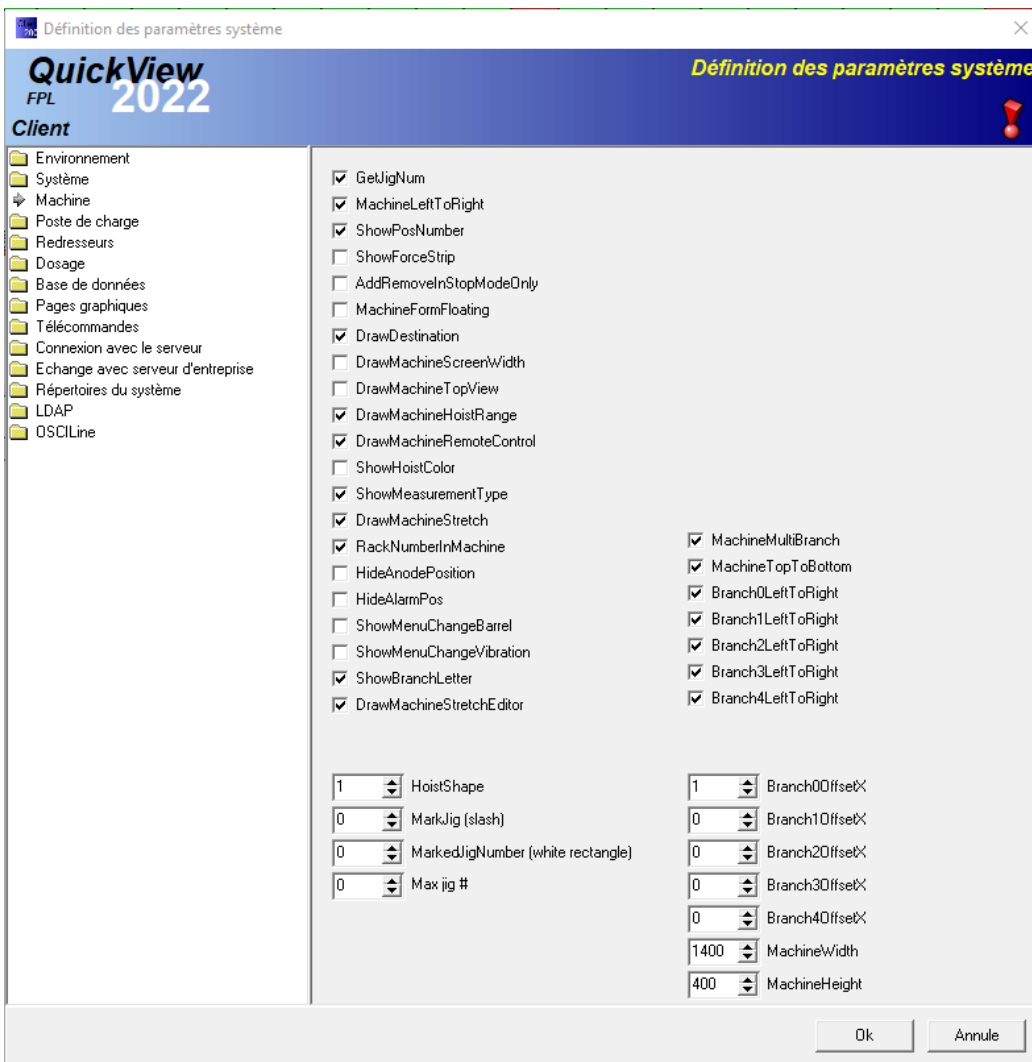 Définition des paramètres système
QuickView
2022
FPL
Client
Définition des paramètres système
Environnement
Système
Machine
Poste de charge
Redresseurs
Dosage
Base de données
Pages graphiques
Télécommandes
Connexion avec le serveur
Echange avec serveur d'entreprise
Répertoires du système
LDAP
OSCILine
GetJigNum
MachineLeftToRight
ShowPosNumber
ShowForceStrip
AddRemoveInStopModeOnly
MachineFormFloating
DrawDestination
DrawMachineScreenWidth
DrawMachineTopView
DrawMachineHoistRange
DrawMachineRemoteControl
ShowHoistColor
ShowMeasurementType
DrawMachineStretch
RackNumberInMachine
HideAnodePosition
HideAlarmPos
ShowMenuChangeBarrel
ShowMenuChangeVibration
ShowBranchLetter
DrawMachineStretchEditor
MachineMultiBranch
MachineTopToBottom
Branch0LeftToRight
Branch1LeftToRight
Branch2LeftToRight
Branch3LeftToRight
Branch4LeftToRight
1 HoistShape
0 MarkJig (slash)
0 MarkedJigNumber (white rectangle)
0 Max jig #
1 Branch0OffsetX
0 Branch1OffsetX
0 Branch2OffsetX
0 Branch3OffsetX
0 Branch4OffsetX
1400 MachineWidth
400 MachineHeight
Ok
Annule